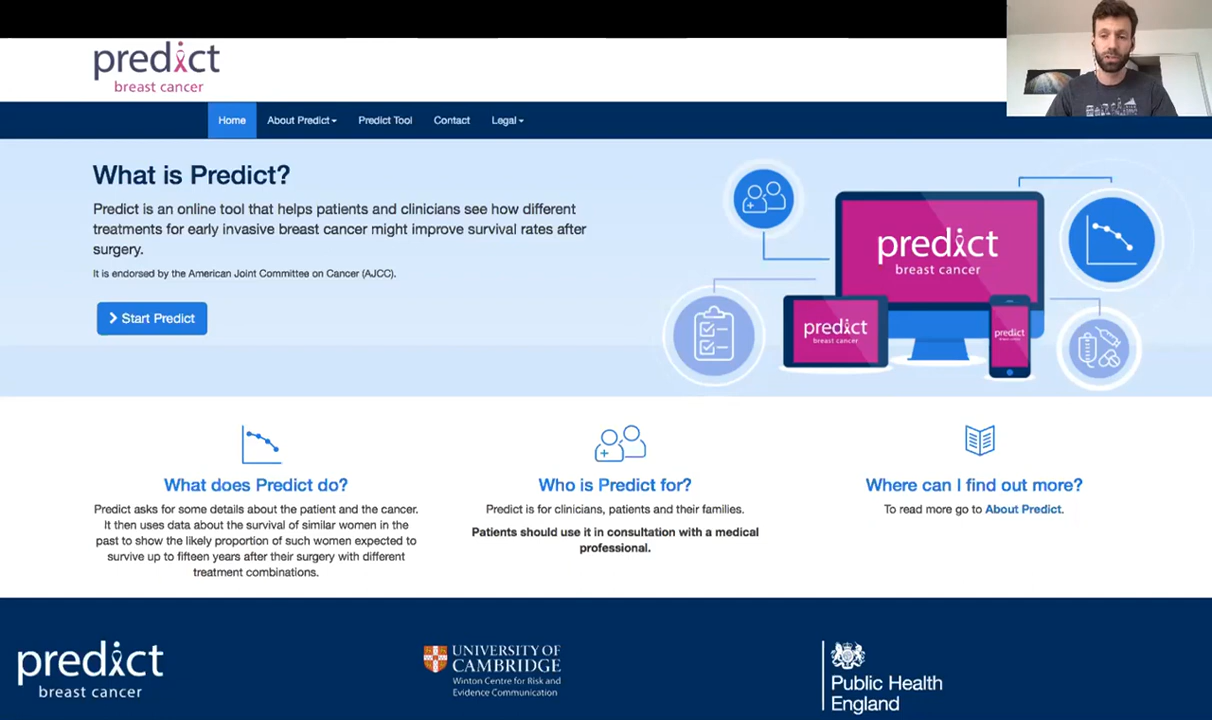 predict
breast cancer
Home
About Predict
Predict Tool
Contact
Legal
What is Predict?
Predict is an online tool that helps patients and clinicians see how different
treatments for early invasive breast cancer might improve survival rates after
surgery.
It is endorsed by the American Joint Committee on Cancer (AJCC).
Start Predict
predict
breast cancer
predict
breast cancer
predict
What does Predict do?
Predict asks for some details about the patient and the cancer.
It then uses data about the survival of similar women in the
past to show the likely proportion of such women expected to
survive up to fifteen years after their surgery with different
treatment combinations.
Who is Predict for?
Predict is for clinicians, patients and their families.
Patients should use it in consultation with a medical
professional.
Where can I find out more?
To read more go to About Predict.
predict
breast cancer
UNIVERSITY OF
CAMBRIDGE
Winton Centre for Risk and
Evidence Communication
Public Health
England